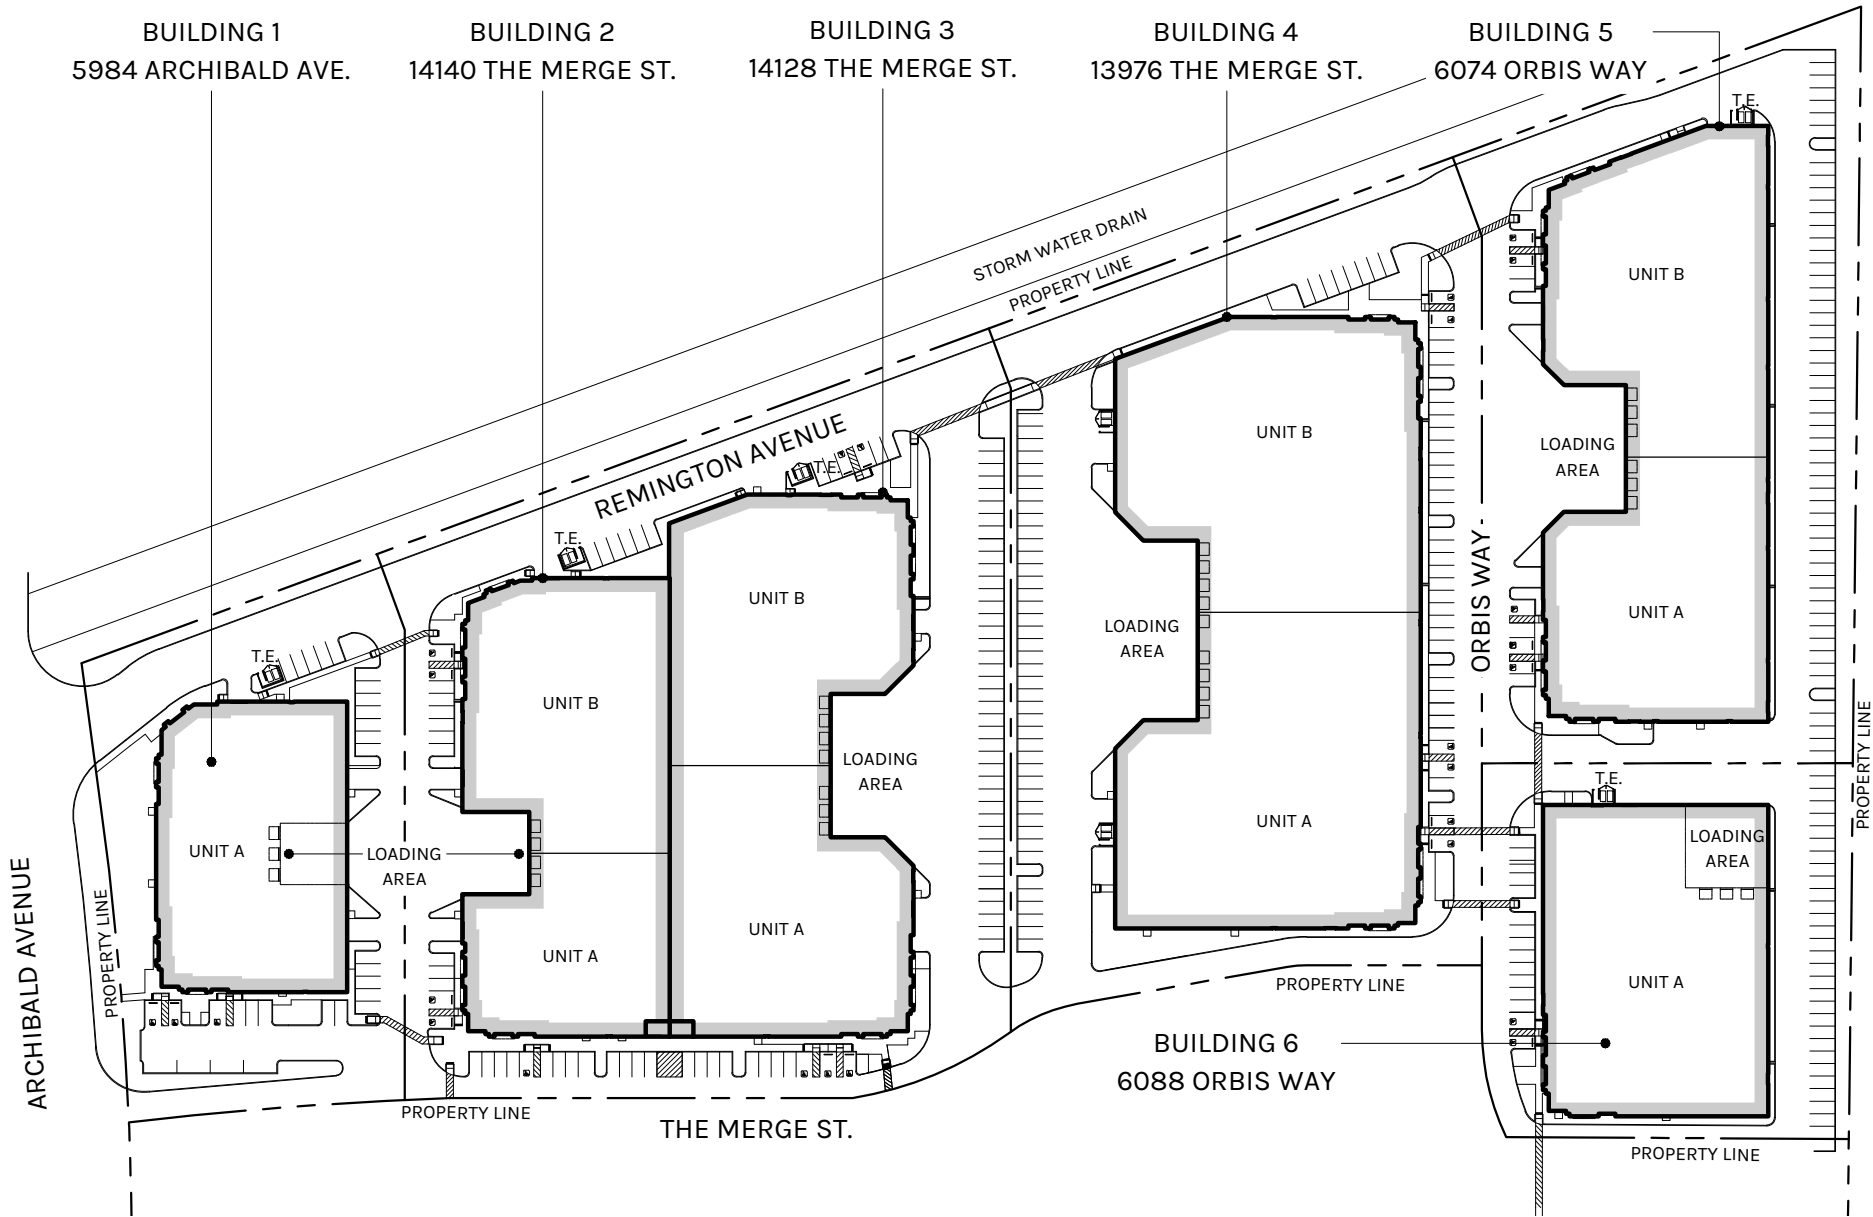 BUILDING 1
5984 ARCHIBALD AVE.
BUILDING 2
14140 THE MERGE ST.
BUILDING 3
14128 THE MERGE ST.
BUILDING 4
13976 THE MERGE ST.
BUILDING 5
6074 ORBIS WAY
T.E.
STORM WATER DRAIN
PROPERTY LINE
UNIT B
UNIT B
LOADING
AREA
REMINGTON AVENUE
T.E.
T.E.
ORBIS WAY
UNIT B
UNIT A
LOADING
AREA
T.E.
UNIT B
LOADING
AREA
PROPERTY LINE
T.E.
UNIT A
LOADING
AREA
UNIT A
LOADING
AREA
ARCHIBALD AVENUE
PROPERTY LINE
UNIT A
UNIT A
UNIT A
PROPERTY LINE
BUILDING 6
6088 ORBIS WAY
PROPERTY LINE
THE MERGE ST.
PROPERTY LINE